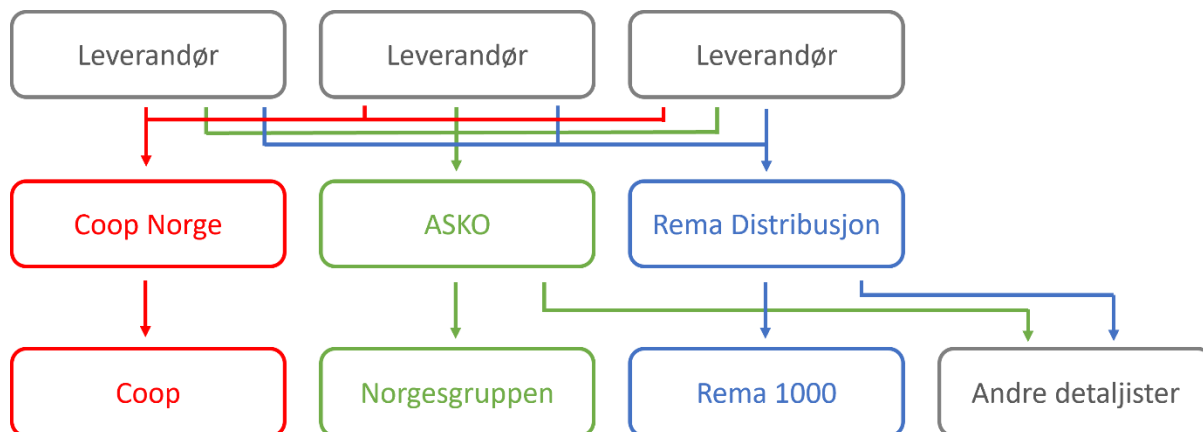 Leverandør
Leverandør
Leverandør
Coop Norge
ASKO
Rema Distribusjon
Coop
Norgesgruppen
Rema 1000
Andre detaljister